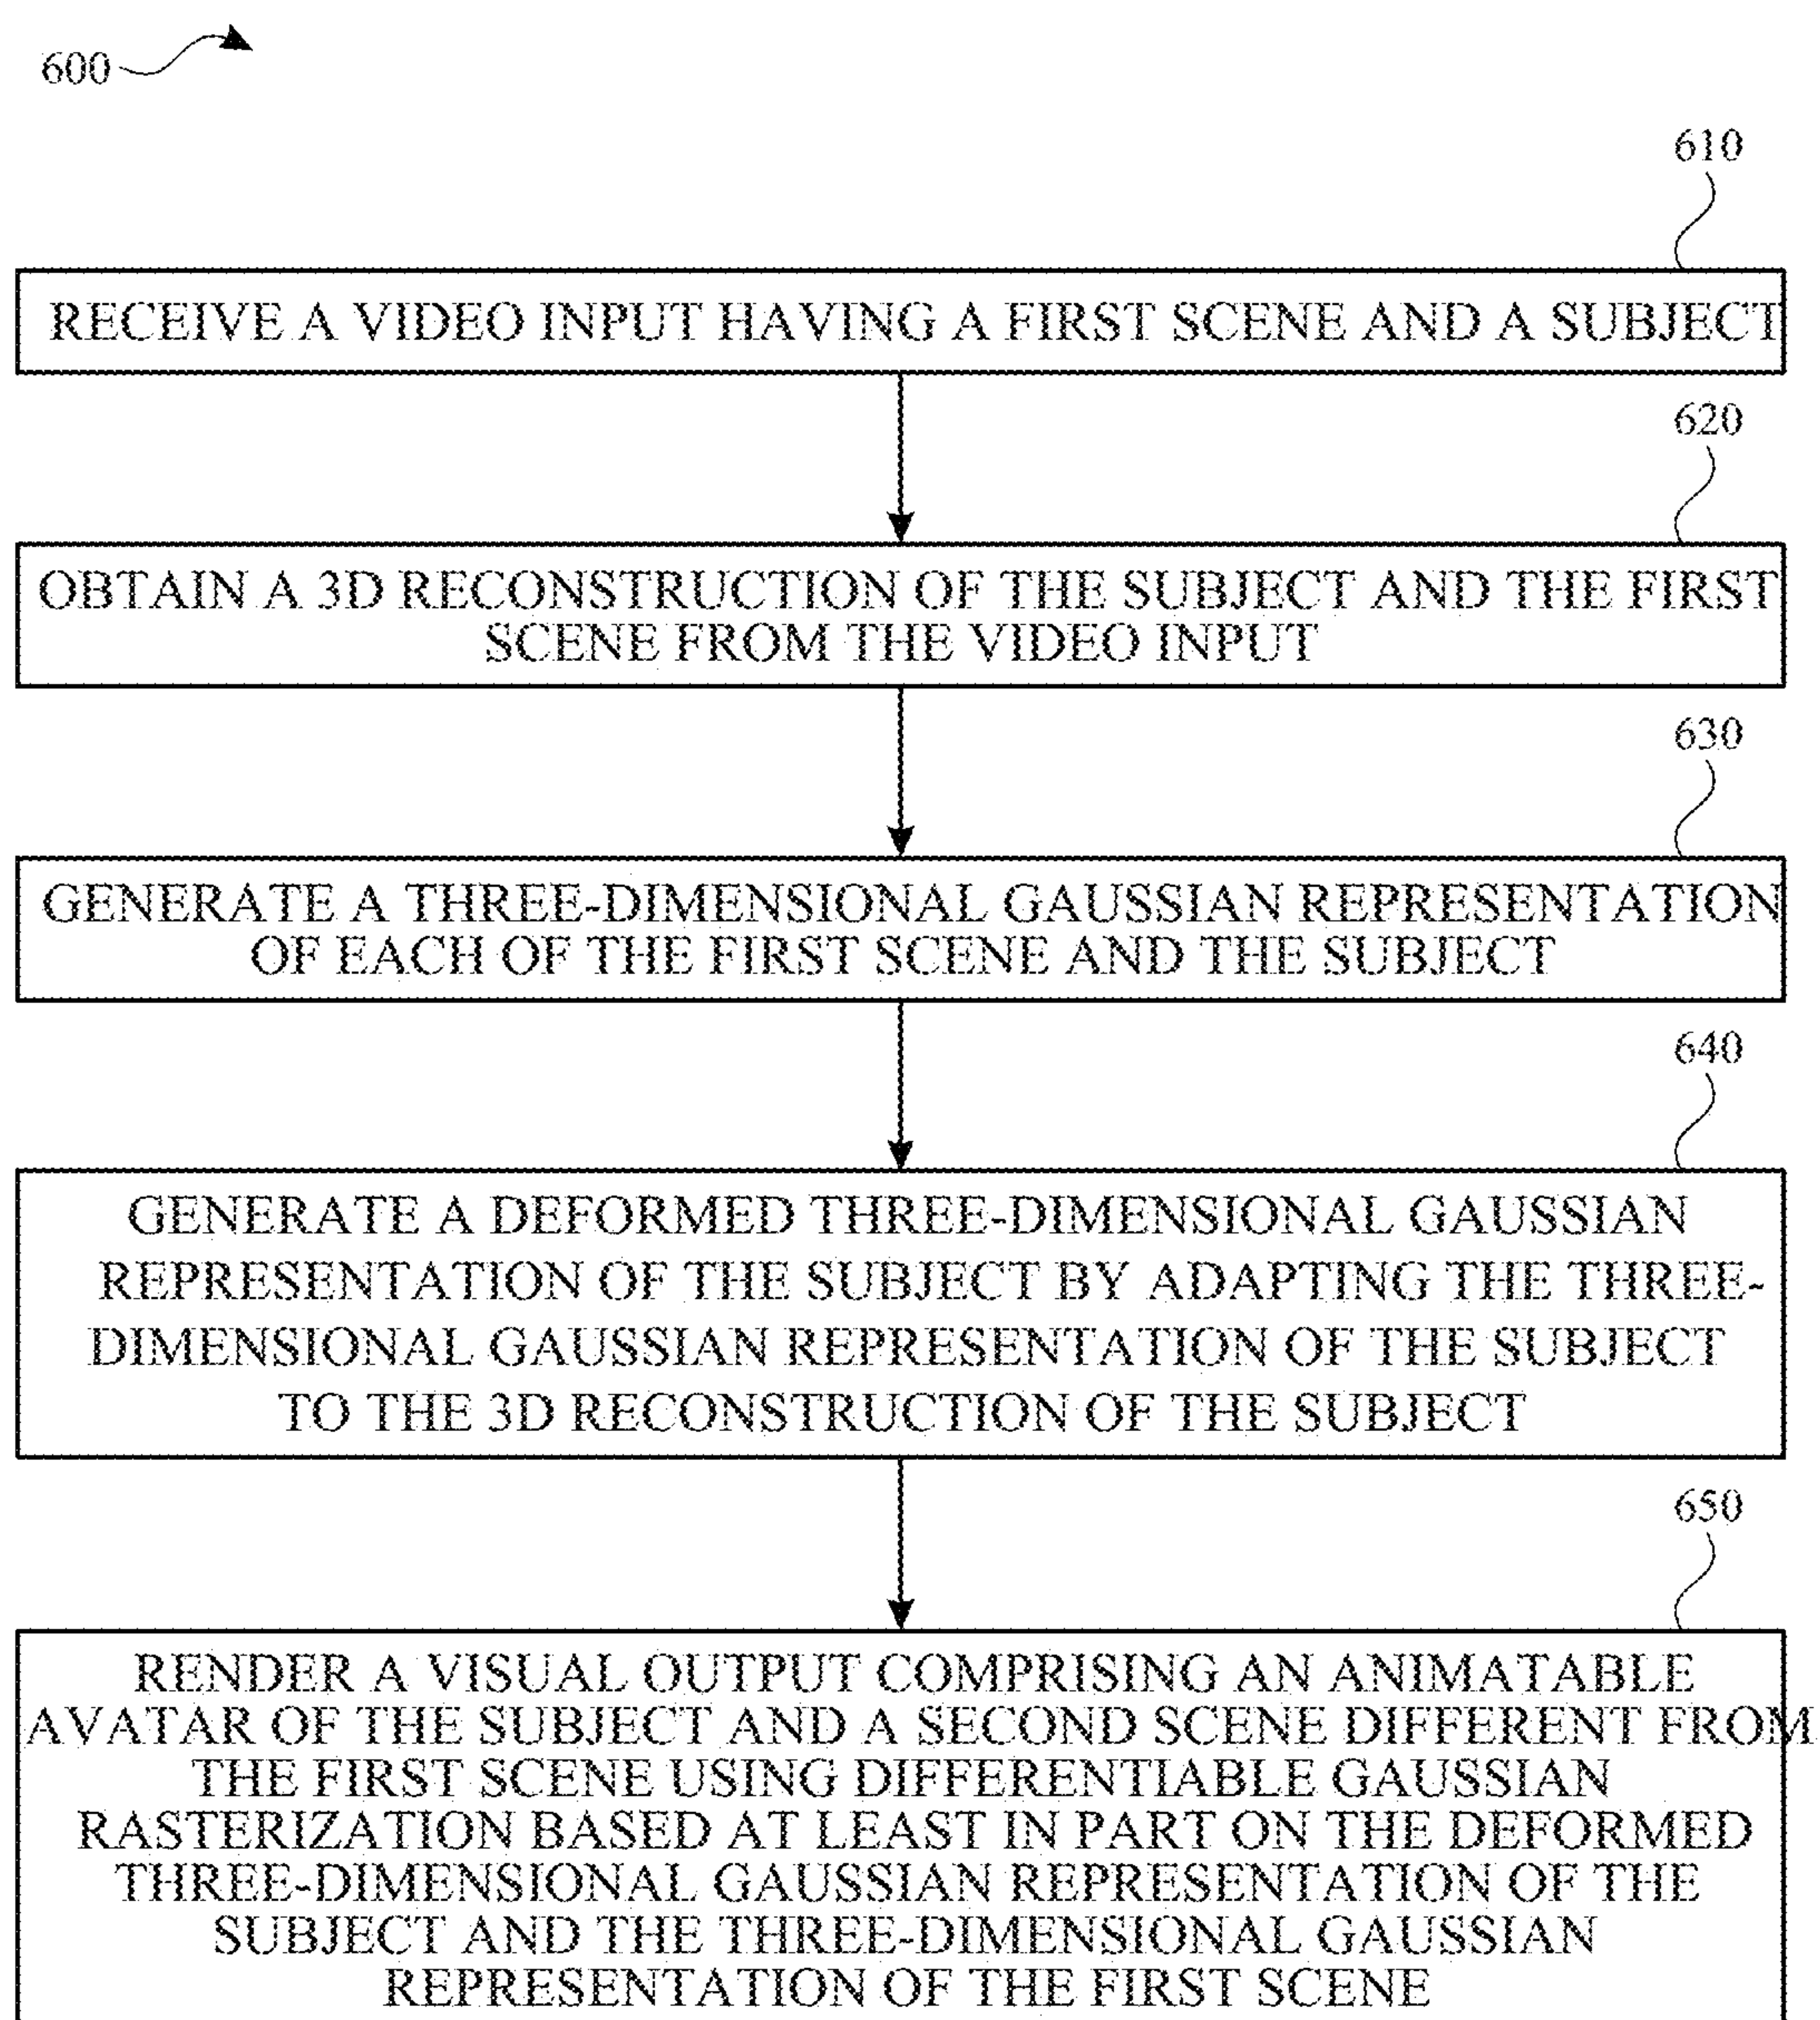 600
610
RECEIVE A VIDEO INPUT HAVING A FIRST SCENE AND A SUBJECT
620
OBTAIN A 3D RECONSTRUCTION OF THE SUBJECT AND THE FIRST
SCENE FROM THE VIDEO INPUT
630
GENERATE A THREE-DIMENSIONAL GAUSSIAN REPRESENTATION
OF EACH OF THE FIRST SCENE AND THE SUBJECT
640
GENERATE A DEFORMED THREE-DIMENSIONAL GAUSSIAN
REPRESENTATION OF THE SUBJECT BY ADAPTING THE THREE-
DIMENSIONAL GAUSSIAN REPRESENTATION OF THE SUBJECT
TO THE 3D RECONSTRUCTION OF THE SUBJECT
650
RENDER A VISUAL OUTPUT COMPRISING AN ANIMATABLE
AVATAR OF THE SUBJECT AND A SECOND SCENE DIFFERENT FROM
THE FIRST SCENE USING DIFFERENTIABLE GAUSSIAN
RASTERIZATION BASED AT LEAST IN PART ON THE DEFORMED
THREE-DIMENSIONAL GAUSSIAN REPRESENTATION OF THE
SUBJECT AND THE THREE-DIMENSIONAL GAUSSIAN
REPRESENTATION OF THE FIRST SCENE